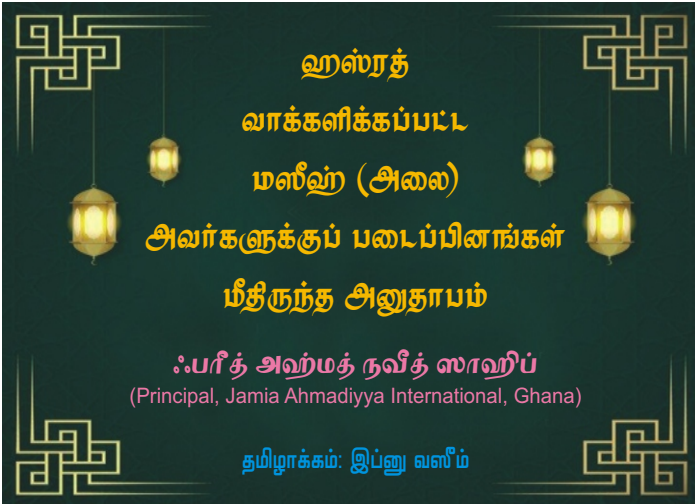 ஹஸ்ரத்
வாக்களிக்கப்பட்ட
மஸீஹ் (அலை)
அவர்களுக்குப் படைப்பினங்கள்
மீதிருந்த அனுதாபம்
ஃபரீத் அஹ்மத் நவீத் ஸாஹிப்
(Principal, Jamia Ahmadiyya International, Ghana)
தமிழாக்கம்: இப்னு வஸீம்